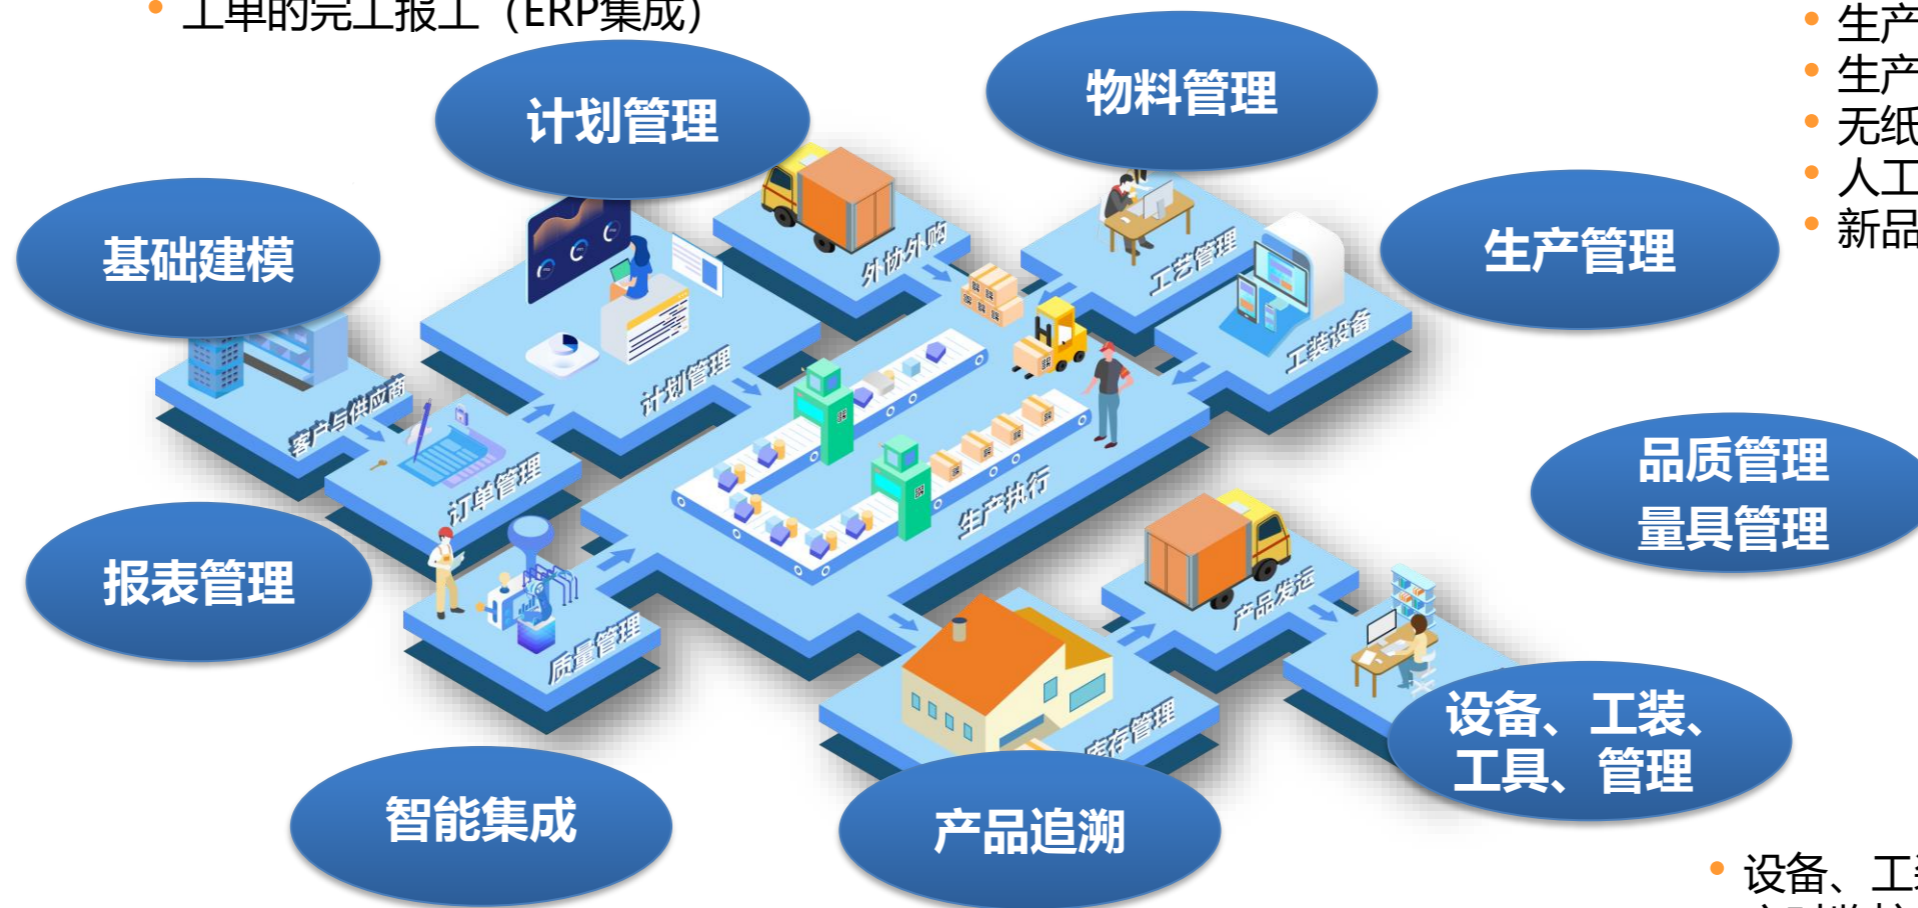 工单的完工报工（ERP集成）
生产
生产
无纸
人工
新品
计划管理
物料管理
基础建模
生产管理
外协外购
工艺管理
工装设备
计划管理
客户与供应商
订单管理
品质管理
量具管理
生产执行
报表管理
质量管理
产品发运
库存管理
设备、工装、
工具、管理
智能集成
产品追溯
设备、工装